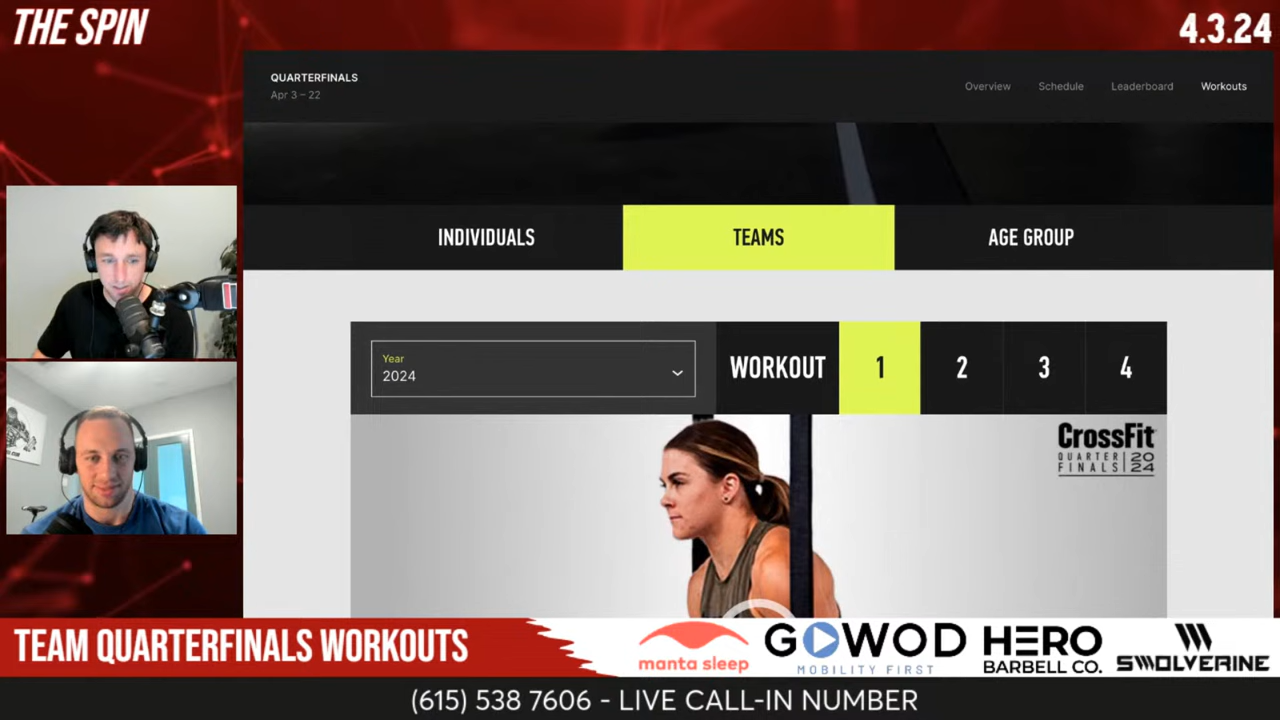 THE SPIN
4.3.24
QUARTERFINALS
Apr 3 – 22
Overview Schedule Leaderboard Workouts
INDIVIDUALS TEAMS AGE GROUP
Year
2024
WORKOUT 1 2 3 4
CrossFit
QUARTER
FINALS
20
24
TEAM QUARTERFINALS WORKOUTS
manta sleep
GOWOD
MOBILITY FIRST
HERO
BARBELL CO.
SWOLVERINE
(615) 538 7606 - LIVE CALL-IN NUMBER